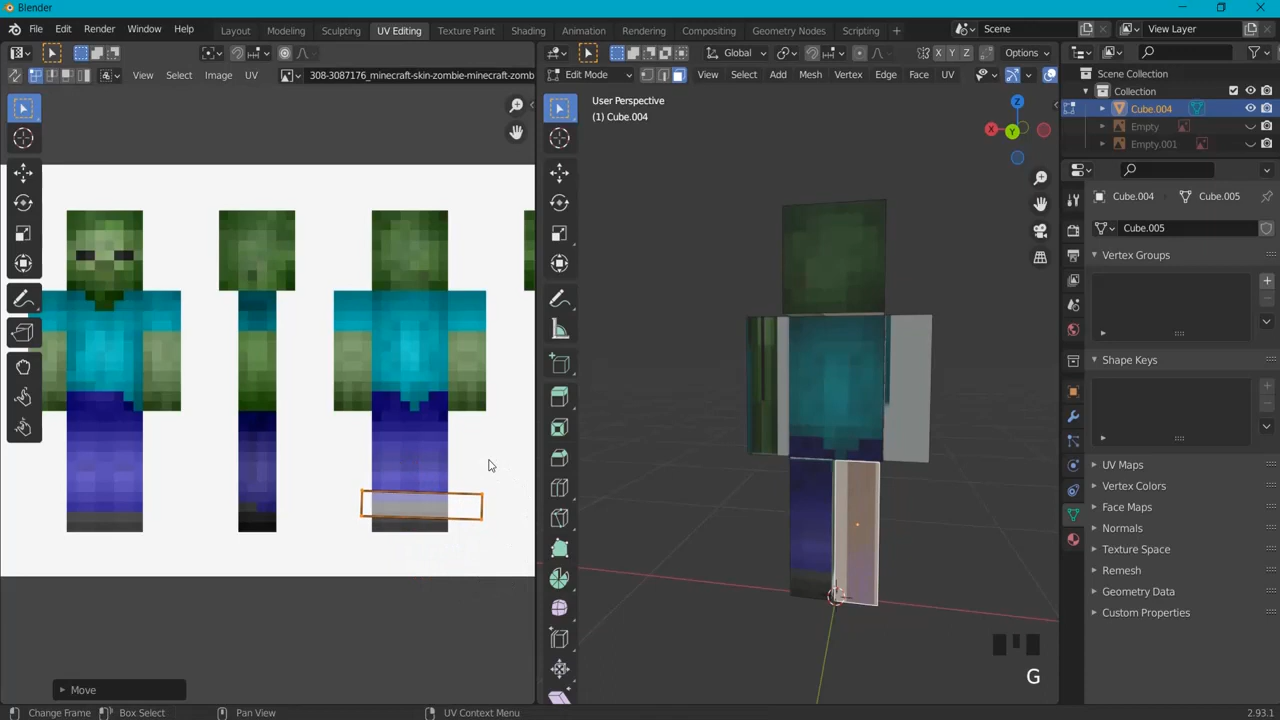 Blender
File Edit Render Window Help
Layout Modeling Sculpting UV Editing Texture Paint Shading Animation Rendering Compositing Geometry Nodes Scripting +
Scene
View Layer
View Select Image UV
308-3087176_minecraft-skin-zombie-minecraft-zomb
Global
Options
X Y Z
Edit Mode
View Select Add Mesh Vertex Edge Face UV
User Perspective
(1) Cube.004
Z
X
Y
Move
G
Scene Collection
Collection
Cube.004
Empty
Empty.001
Cube.004
Cube.005
Cube.005
Vertex Groups
Shape Keys
UV Maps
Vertex Colors
Face Maps
Normals
Texture Space
Remesh
Geometry Data
Custom Properties
Change Frame
Box Select
Pan View
UV Context Menu
2.93.1